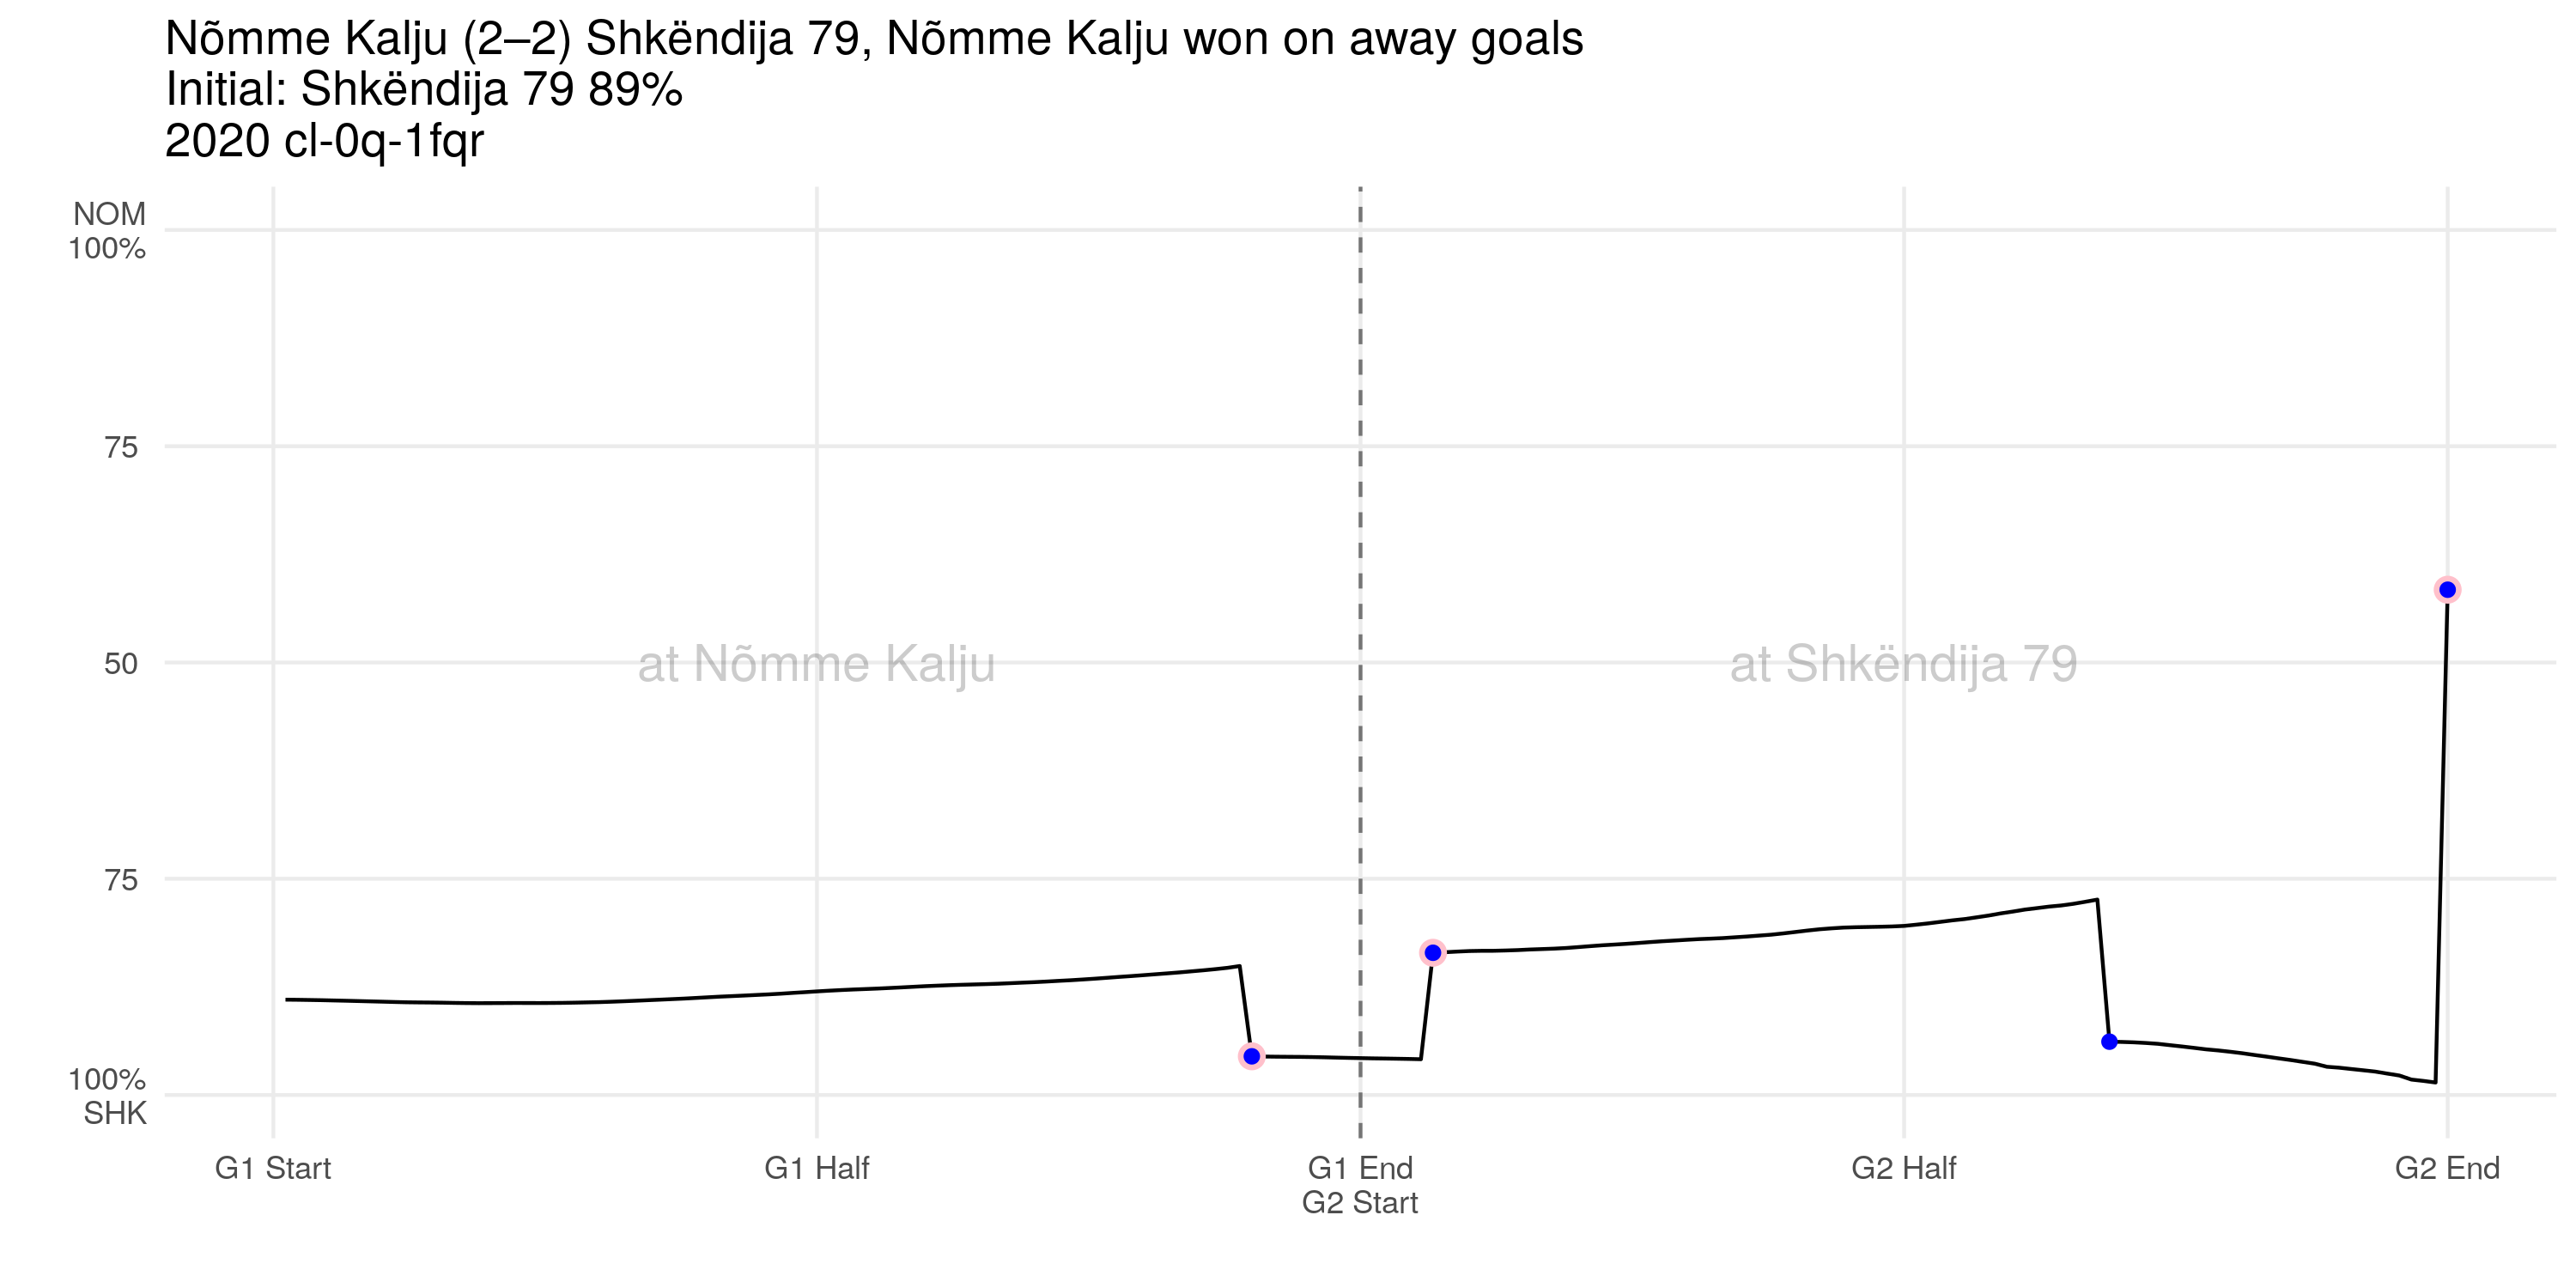 Nõmme Kalju (2–2) Shkëndija 79, Nõmme Kalju won on away goals
Initial: Shkëndija 79 89%
2020 cl-0q-1fqr
NOM
100%
75
50
75
100%
SHK
at Nõmme Kalju
at Shkëndija 79
G1 Start
G1 Half
G1 End
G2 Start
G2 Half
G2 End